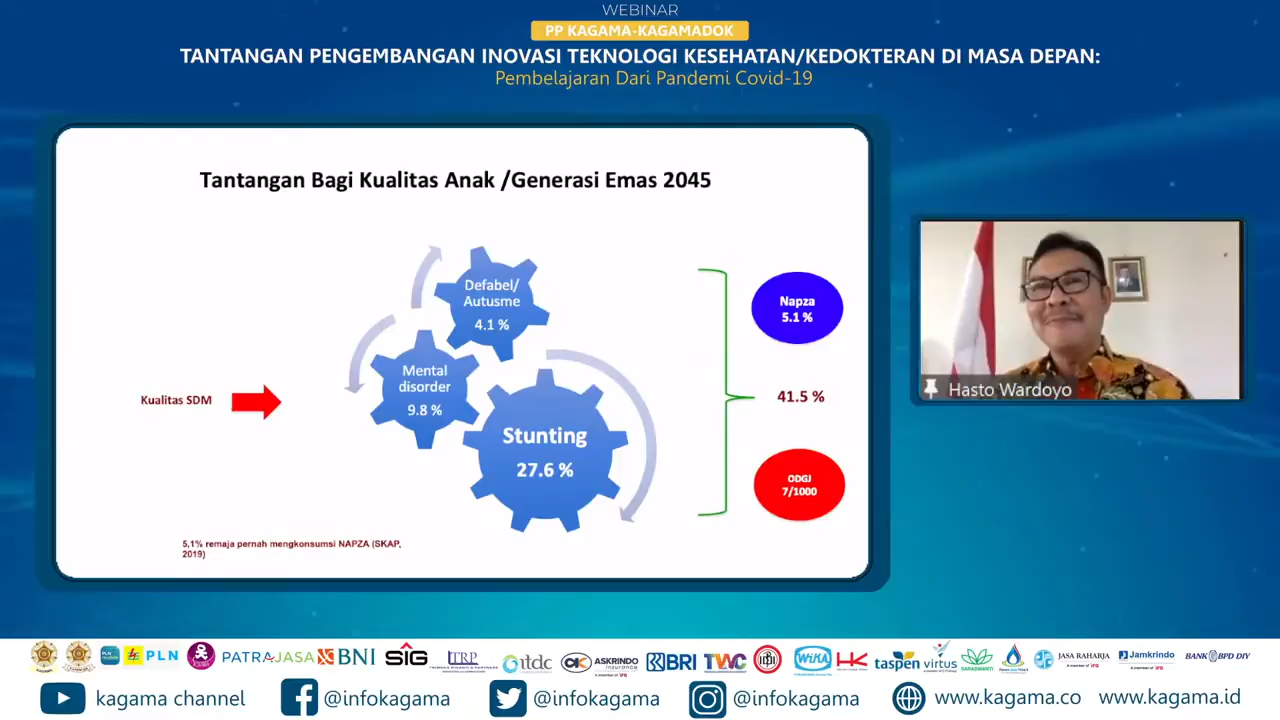 WEBINAR
PP KAGAMA-KAGAMADOK
TANTANGAN PENGEMBANGAN INOVASI TEKNOLOGI KESEHATAN/KEDOKTERAN DI MASA DEPAN:
Pembelajaran Dari Pandemi Covid-19
Tantangan Bagi Kualitas Anak /Generasi Emas 2045
Defabel/
Autusme
4.1 %
Mental
disorder
9.8 %
Stunting
27.6 %
Kualitas SDM
Napza
5.1 %
41.5 %
ODGJ
7/1000
5,1% remaja pernah mengkonsumsi NAPZA (SKAP,
2019)
Hasto Wardoyo
PLN
PATRA JASA
BNI
SIG
TRP
itdc
AK
ASKRINDO
insurance
BRI
TWC
WIKA
HK
taspen
virtus
SARASWANTI
JASA RAHARJA
Jamkrindo
BANK BPD DIY
kagama channel
@infokagama
@infokagama
@infokagama
www.kagama.co
www.kagama.id